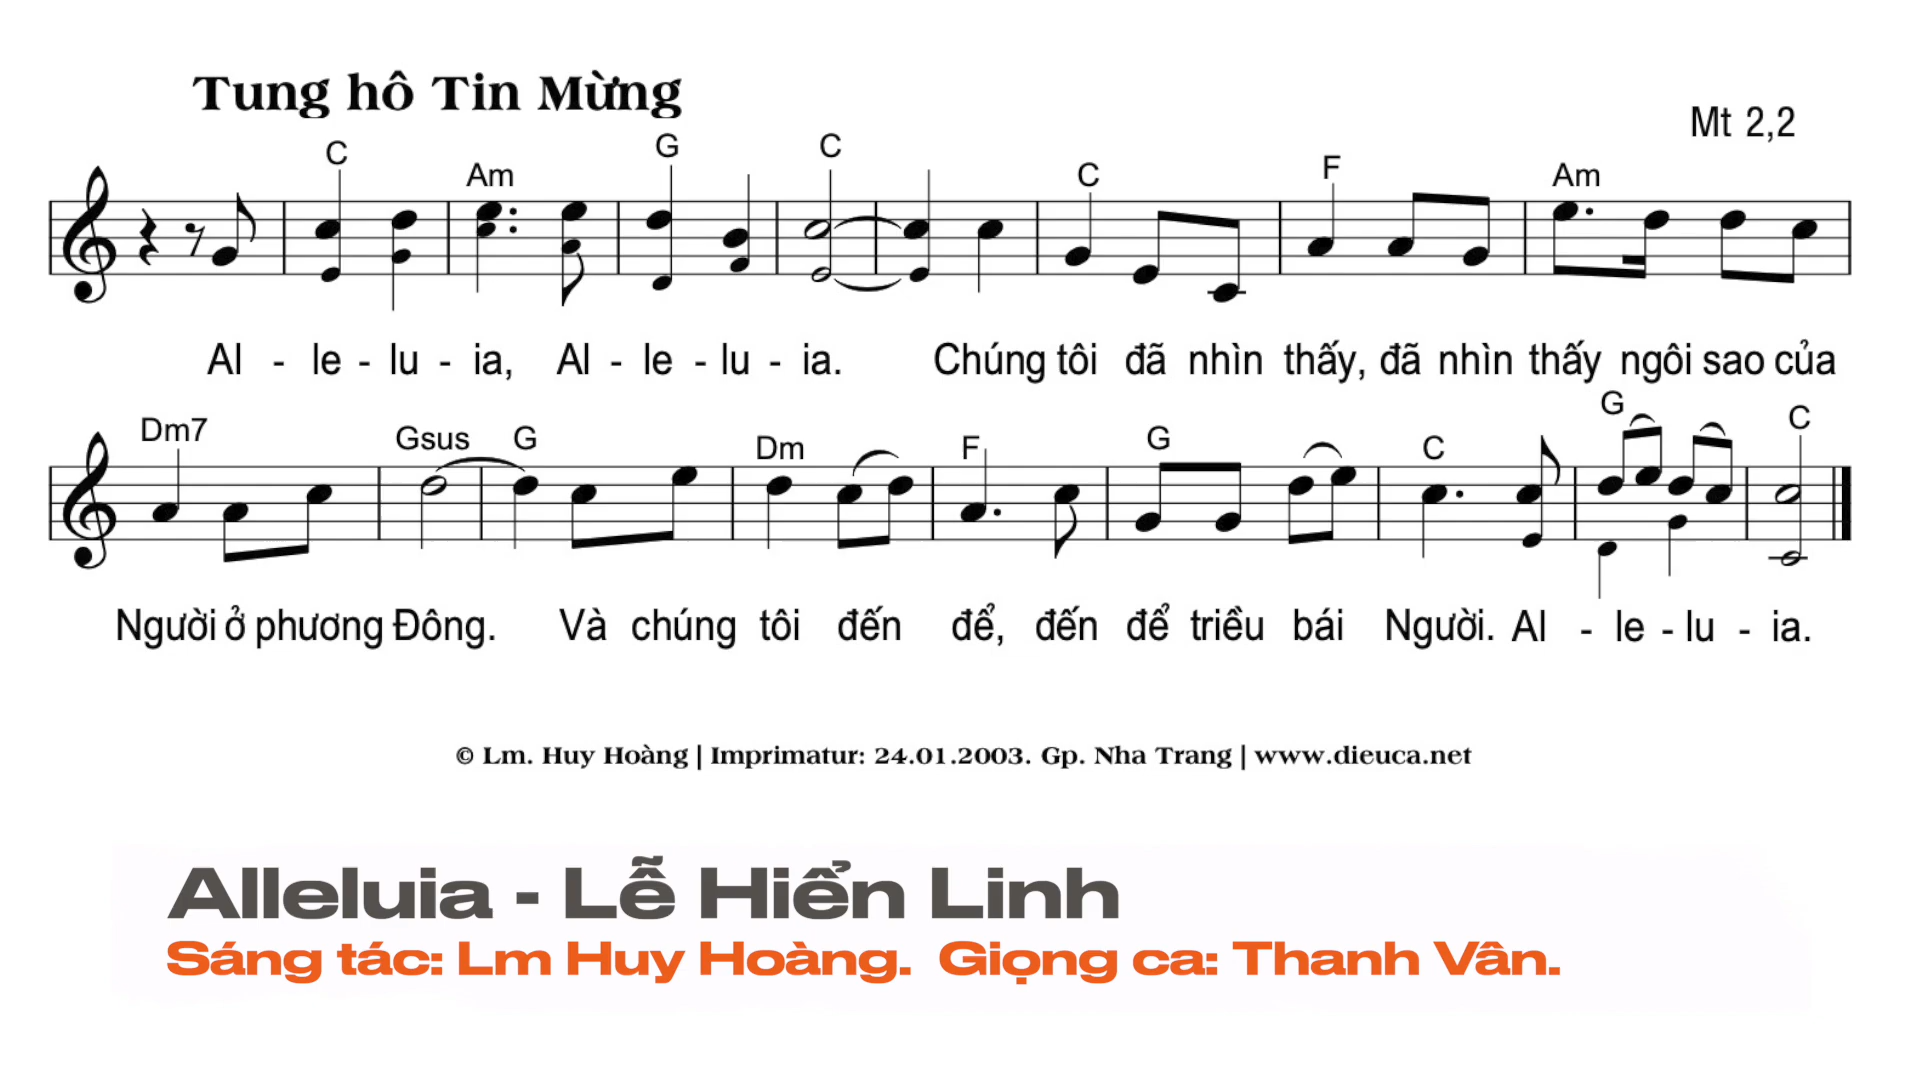 Tung hô Tin Mừng
Mt 2,2
C Am G C C F Am
Al - le - lu - ia, Al - le - lu - ia. Chúng tôi đã nhìn thấy, đã nhìn thấy ngôi sao của
Dm7 Gsus G Dm F G C G C
Người ở phương Đông. Và chúng tôi đến để, đến để triều bái Người. Al - le - lu - ia.
© Lm. Huy Hoàng | Imprimatur: 24.01.2003. Gp. Nha Trang | www.dieuca.net
Alleluia - Lễ Hiển Linh
Sáng tác: Lm Huy Hoàng. Giọng ca: Thanh Vân.